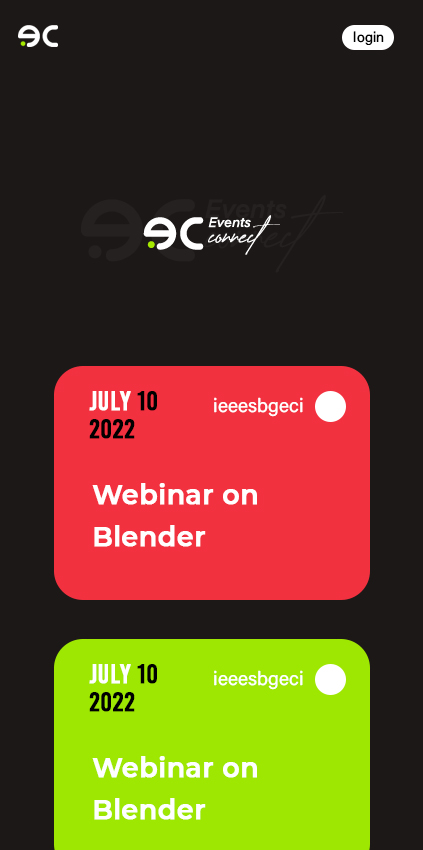 ec
login
ec Events
connect
JULY 10
2022
ieeesbgeci
Webinar on
Blender
JULY 10
2022
ieeesbgeci
Webinar on
Blender